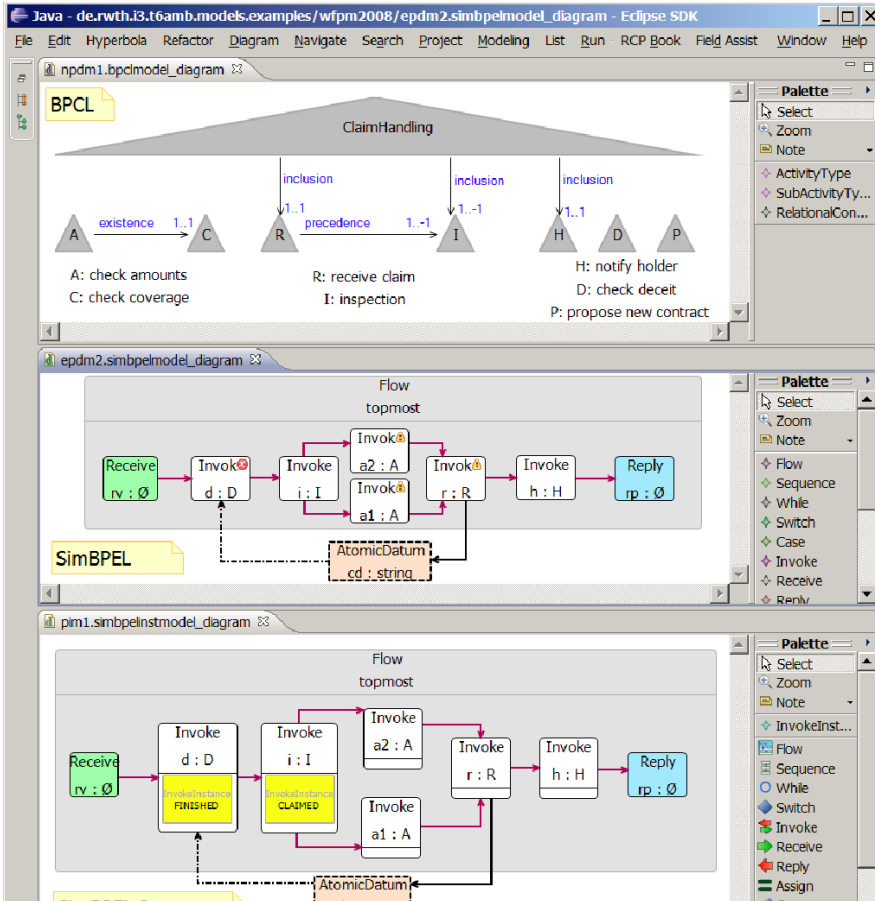 Java - de.rwth.i3.t6amb.models.examples/wfpm2008/epdm2.simbpelmodel_diagram - Eclipse SDK
File Edit Hyperbola Refactor Diagram Navigate Search Project Modeling List Run RCP Book Field Assist Window Help
npdm1.bpclmodel_diagram
BPCL
ClaimHandling
inclusion inclusion inclusion
1..1 1..-1 1..1
existence 1..1 precedence 1..-1
A C R I H D P
A: check amounts
C: check coverage
R: receive claim
I: inspection
H: notify holder
D: check deceit
P: propose new contract
Palette
Select
Zoom
Note
ActivityType
SubActivityTy...
RelationalCon...
epdm2.simbpelmodel_diagram
Flow
topmost
Receive
rv : Ø
Invok
d : D
Invoke
i : I
Invok
a2 : A
Invok
a1 : A
Invok
r : R
Invoke
h : H
Reply
rp : Ø
AtomicDatum
cd : string
SimBPEL
Palette
Select
Zoom
Note
Flow
Sequence
While
Switch
Case
Invoke
Receive
Reply
pim1.simbpelinstmodel_diagram
Flow
topmost
Receive
rv : Ø
Invoke
d : D
InvokeInstance
FINISHED
Invoke
i : I
InvokeInstance
CLAIMED
Invoke
a2 : A
Invoke
a1 : A
Invoke
r : R
Invoke
h : H
Reply
rp : Ø
AtomicDatum
Palette
Select
Zoom
Note
InvokeInst...
Flow
Sequence
While
Switch
Invoke
Receive
Reply
Assign